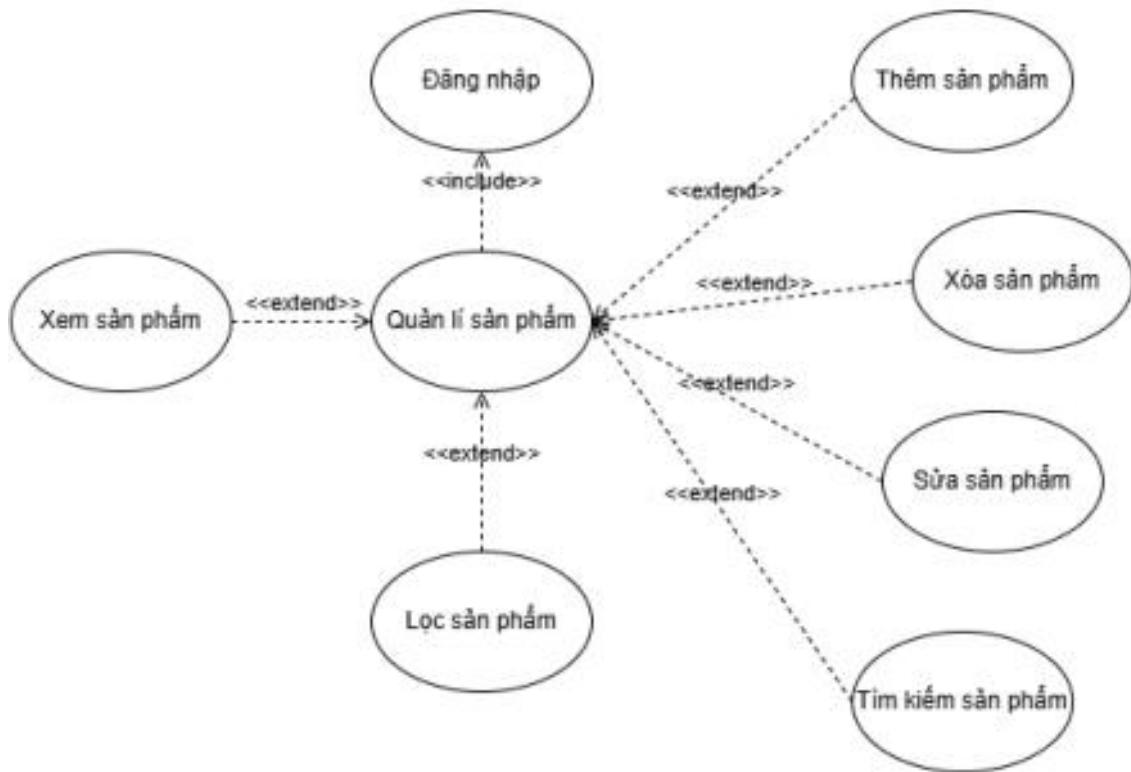 Đăng nhập
Thêm sản phẩm
<<include>>
<<extend>>
Xem sản phẩm
<<extend>>
Quản lí sản phẩm
<<extend>>
Xóa sản phẩm
<<extend>>
<<extend>>
Sửa sản phẩm
<<extend>>
Lọc sản phẩm
Tìm kiếm sản phẩm